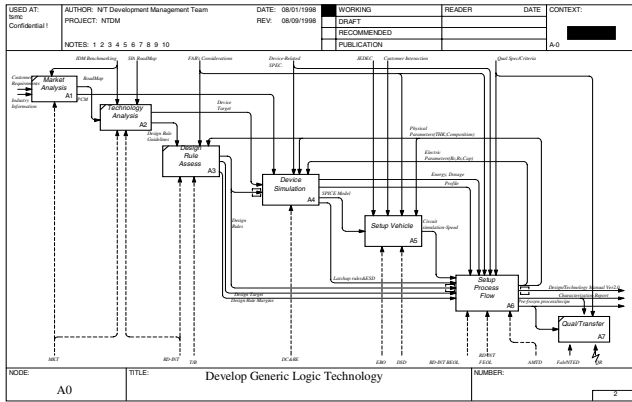 USED AT:
tsmc
Confidential !
AUTHOR: N/T Development Management Team
PROJECT: NTDM
DATE: 08/01/1998
REV: 08/09/1998
NOTES: 1 2 3 4 5 6 7 8 9 10
WORKING
DRAFT
RECOMMENDED
PUBLICATION
READER DATE
CONTEXT:
A-0
IDM Benchmarking
SIA RoadMap
FAB's Considerations
Device-Related
SPEC.
JEDEC
Customer Interaction
Qual Spec/Criteria
Customer
Requirements
Industry
Information
Market
Analysis
A1
RoadMap
PCM
Technology
Analysis
A2
Device
Target
Design Rule
Guidelines
Design
Rule
Assess
A3
Physical
Parameters(THK,Composition)
Electric
Parameters(Rs,Rc,Cap)
Device
Simulation
A4
Energy, Dosage
Profile
SPICE Model
Design
Rules
Setup Vehicle
A5
Circuit
simulation-Speed
Latchup rules&ESD
Design Target
Design Rule Margins
Setup
Process
Flow
A6
Design/Technology Manual Ver2.0
Characterization Report
Pre-frozen process/recipe
Qual/Transfer
A7
MKT
RD-INT
T/B
DC&RE
EBO
DSD
RD-INT BEOL
RD-INT
FEOL
AMTD
Fab/NTED
QR
NODE:
A0
TITLE:
Develop Generic Logic Technology
NUMBER:
2